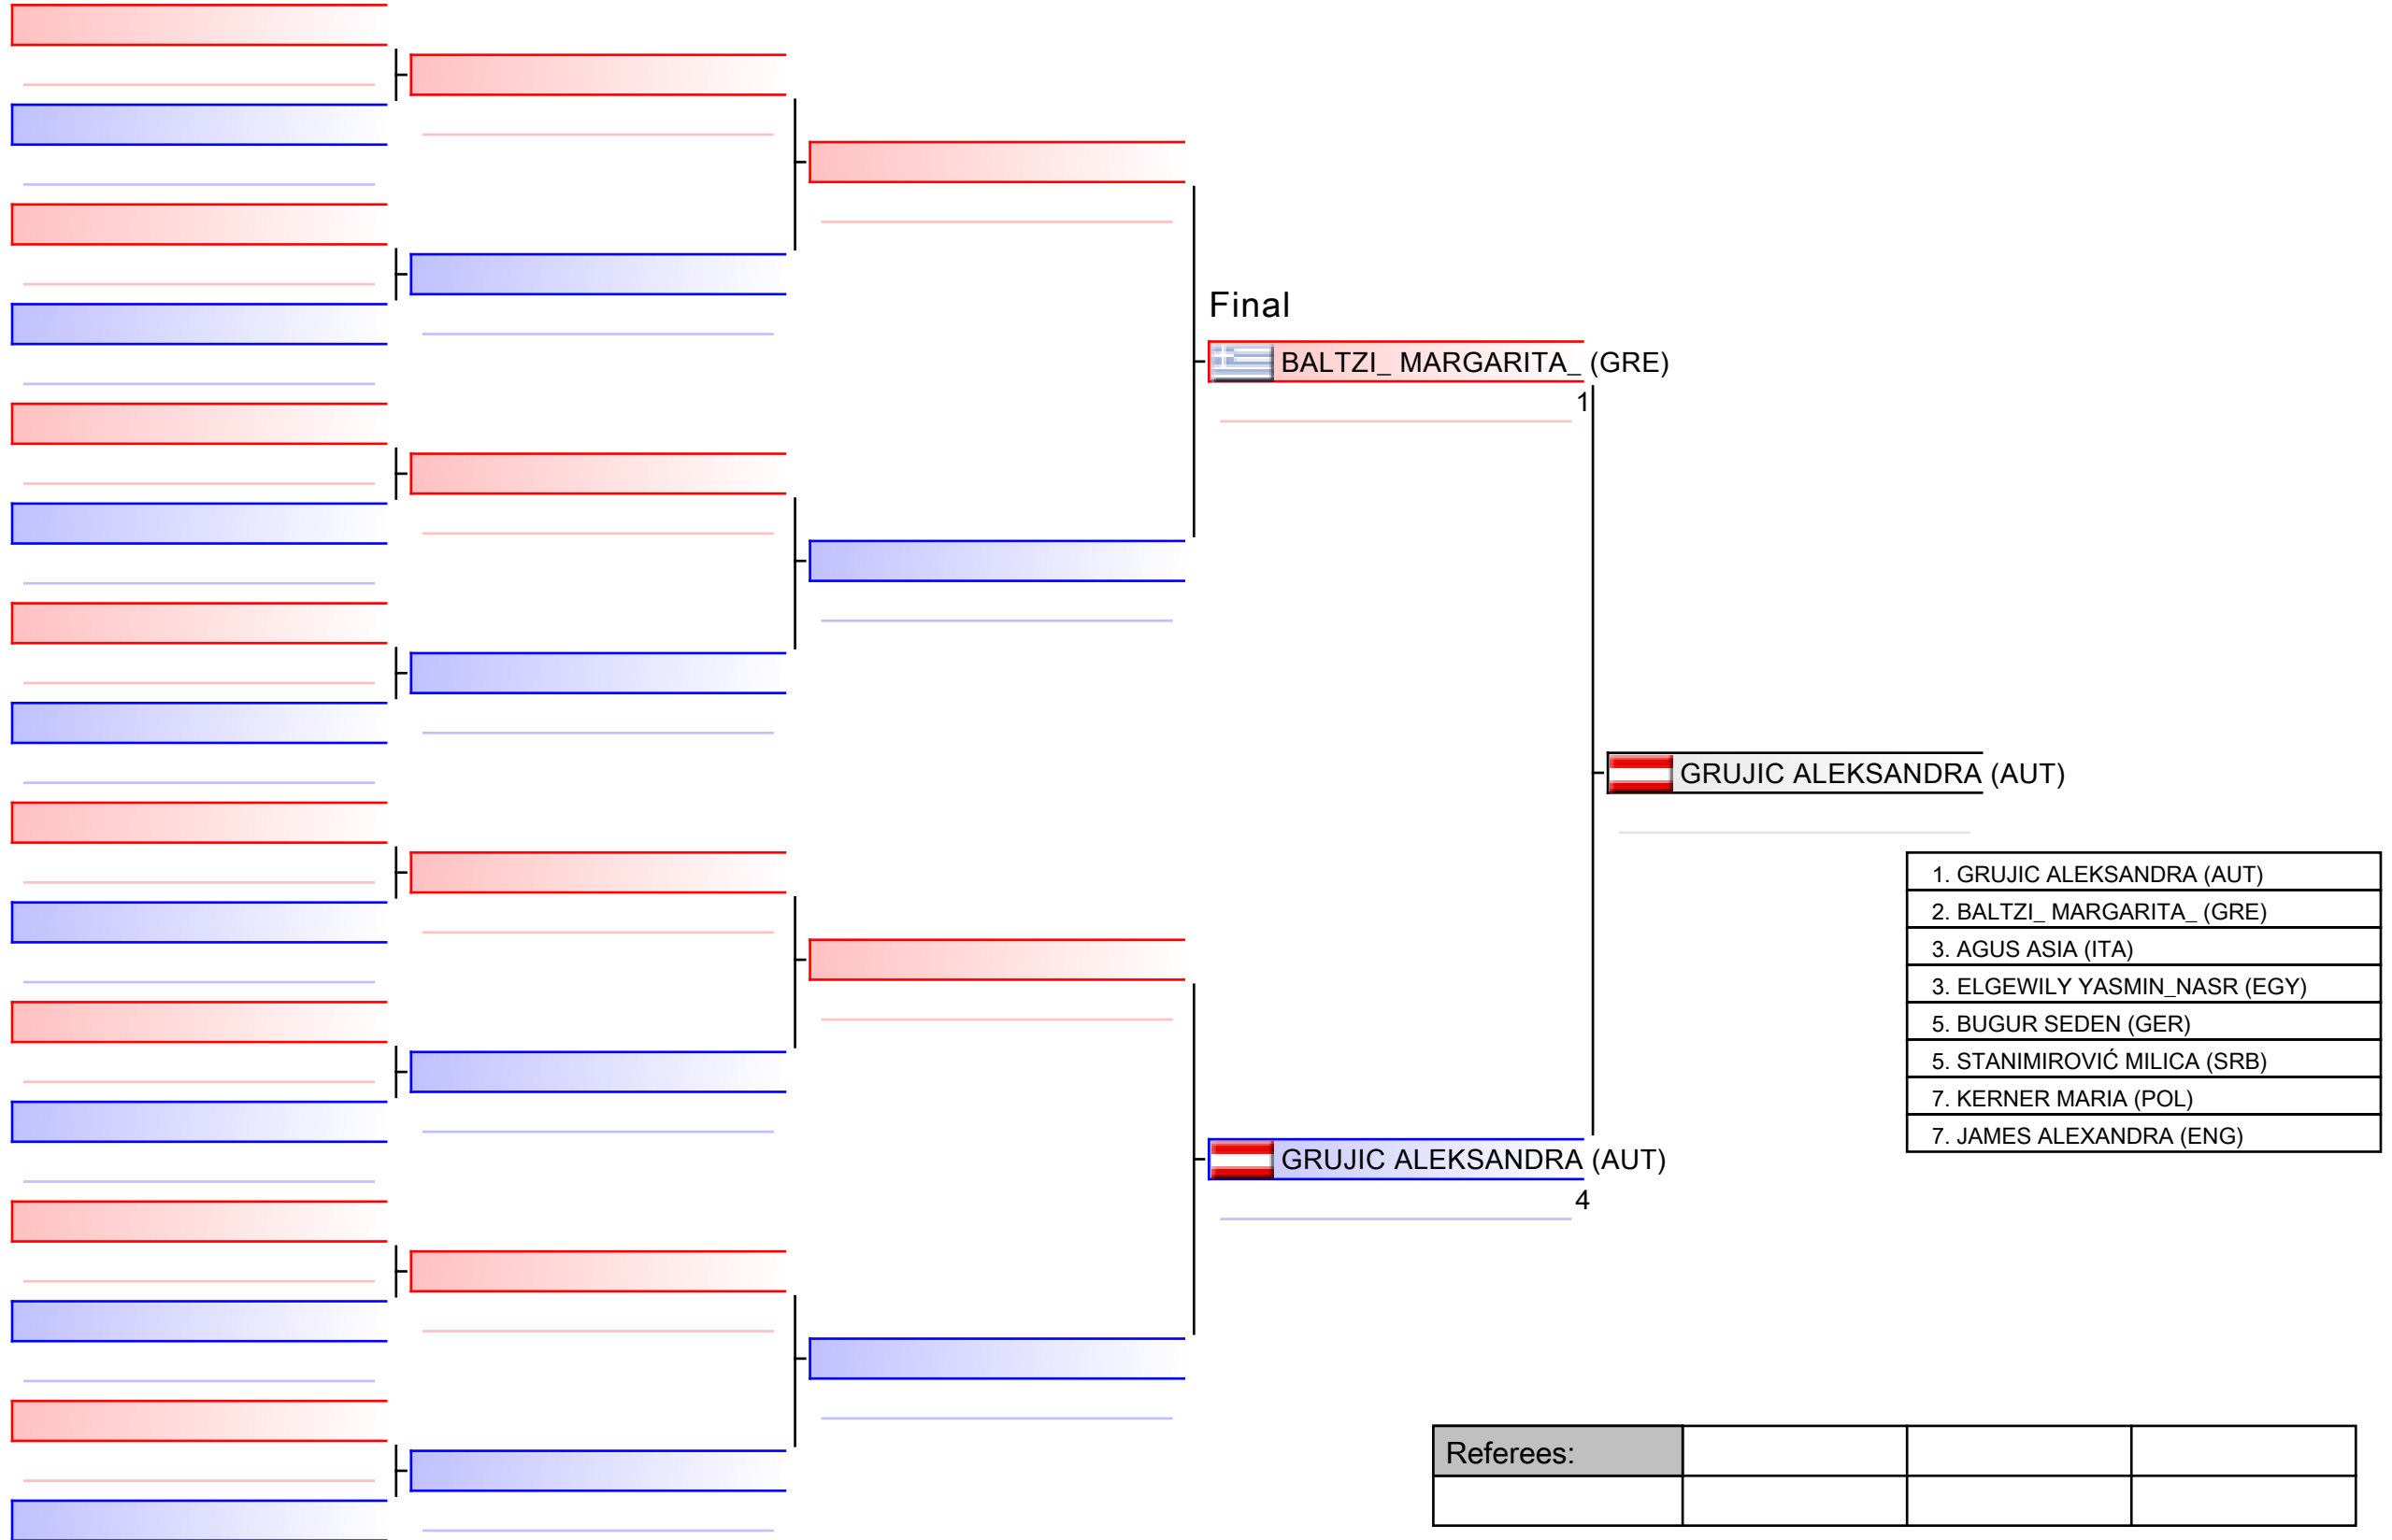 Final
BALTZI_ MARGARITA_ (GRE)
1
GRUJIC ALEKSANDRA (AUT)
1. GRUJIC ALEKSANDRA (AUT)
2. BALTZI_ MARGARITA_ (GRE)
3. AGUS ASIA (ITA)
3. ELGEWILY YASMIN_NASR (EGY)
5. BUGUR SEDEN (GER)
5. STANIMIROVIĆ MILICA (SRB)
7. KERNER MARIA (POL)
7. JAMES ALEXANDRA (ENG)
GRUJIC ALEKSANDRA (AUT)
4
Referees: